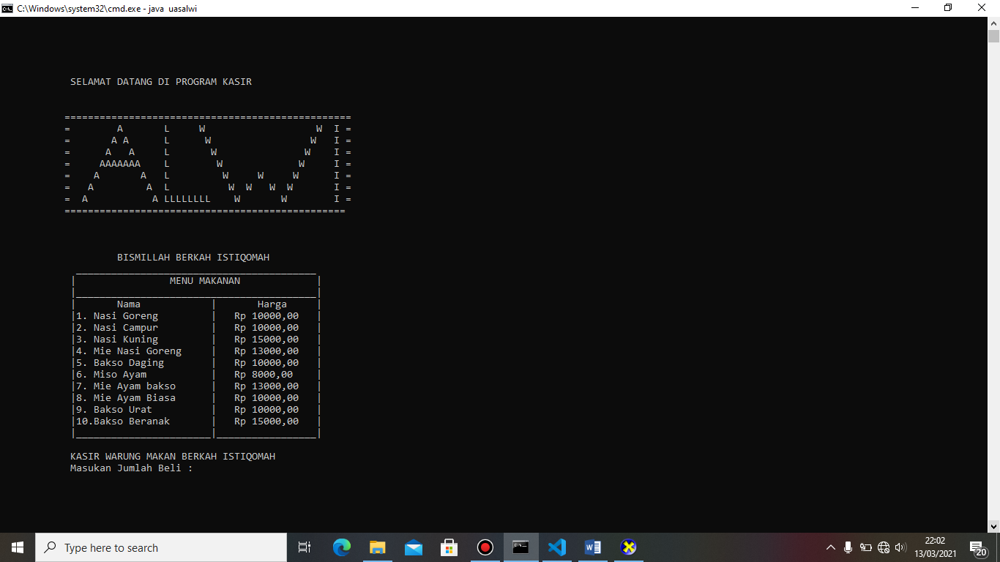 C:\Windows\system32\cmd.exe - java  uasalwi
SELAMAT DATANG DI PROGRAM KASIR
=================================================
=        A       L     W                   W  I =
=       A A      L      W                 W   I =
=      A   A     L       W               W    I =
=     AAAAAAA    L        W             W     I =
=    A       A   L         W     W     W      I =
=   A         A  L          W  W   W  W       I =
=  A           A LLLLLLLL    W       W        I =
================================================
BISMILLAH BERKAH ISTIQOMAH
_________________________________________
|                MENU MAKANAN             |
|_________________________________________|
|       Nama            |       Harga     |
|1. Nasi Goreng         |   Rp 10000,00   |
|2. Nasi Campur         |   Rp 10000,00   |
|3. Nasi Kuning         |   Rp 15000,00   |
|4. Mie Nasi Goreng     |   Rp 13000,00   |
|5. Bakso Daging        |   Rp 10000,00   |
|6. Miso Ayam           |   Rp 8000,00    |
|7. Mie Ayam bakso      |   Rp 13000,00   |
|8. Mie Ayam Biasa      |   Rp 10000,00   |
|9. Bakso Urat          |   Rp 10000,00   |
|10.Bakso Beranak       |   Rp 15000,00   |
|_______________________|_________________|
KASIR WARUNG MAKAN BERKAH ISTIQOMAH
Masukan Jumlah Beli :
Type here to search
22:02
13/03/2021
20